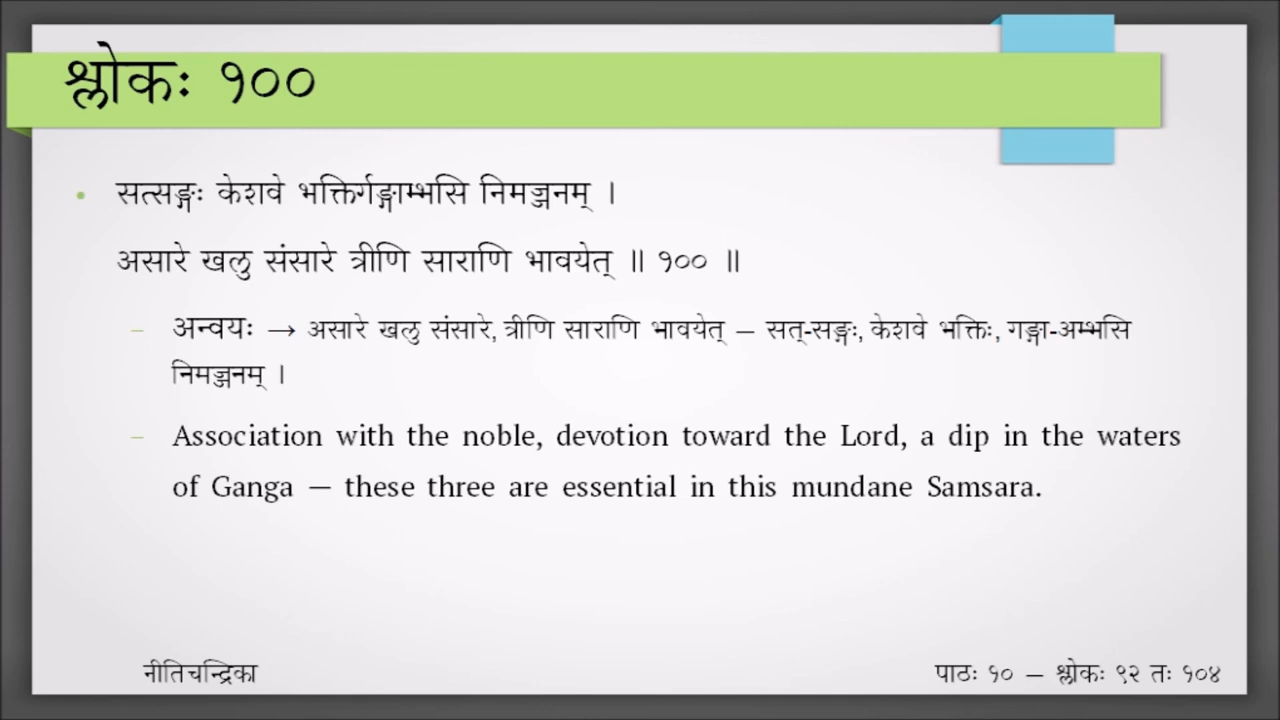 श्लोकः १००
सत्सङ्गः केशवे भक्तिर्गङ्गाम्भसि निमज्जनम् ।
असारे खलु संसारे त्रीणि साराणि भावयेत् ॥ १०० ॥
– अन्वयः → असारे खलु संसारे, त्रीणि साराणि भावयेत् – सत्-सङ्गः, केशवे भक्तिः, गङ्गा-अम्भसि
निमज्जनम् ।
– Association with the noble, devotion toward the Lord, a dip in the waters
of Ganga – these three are essential in this mundane Samsara.
नीतिचन्द्रिका
पाठः १० – श्लोकः ९२ तः १०४